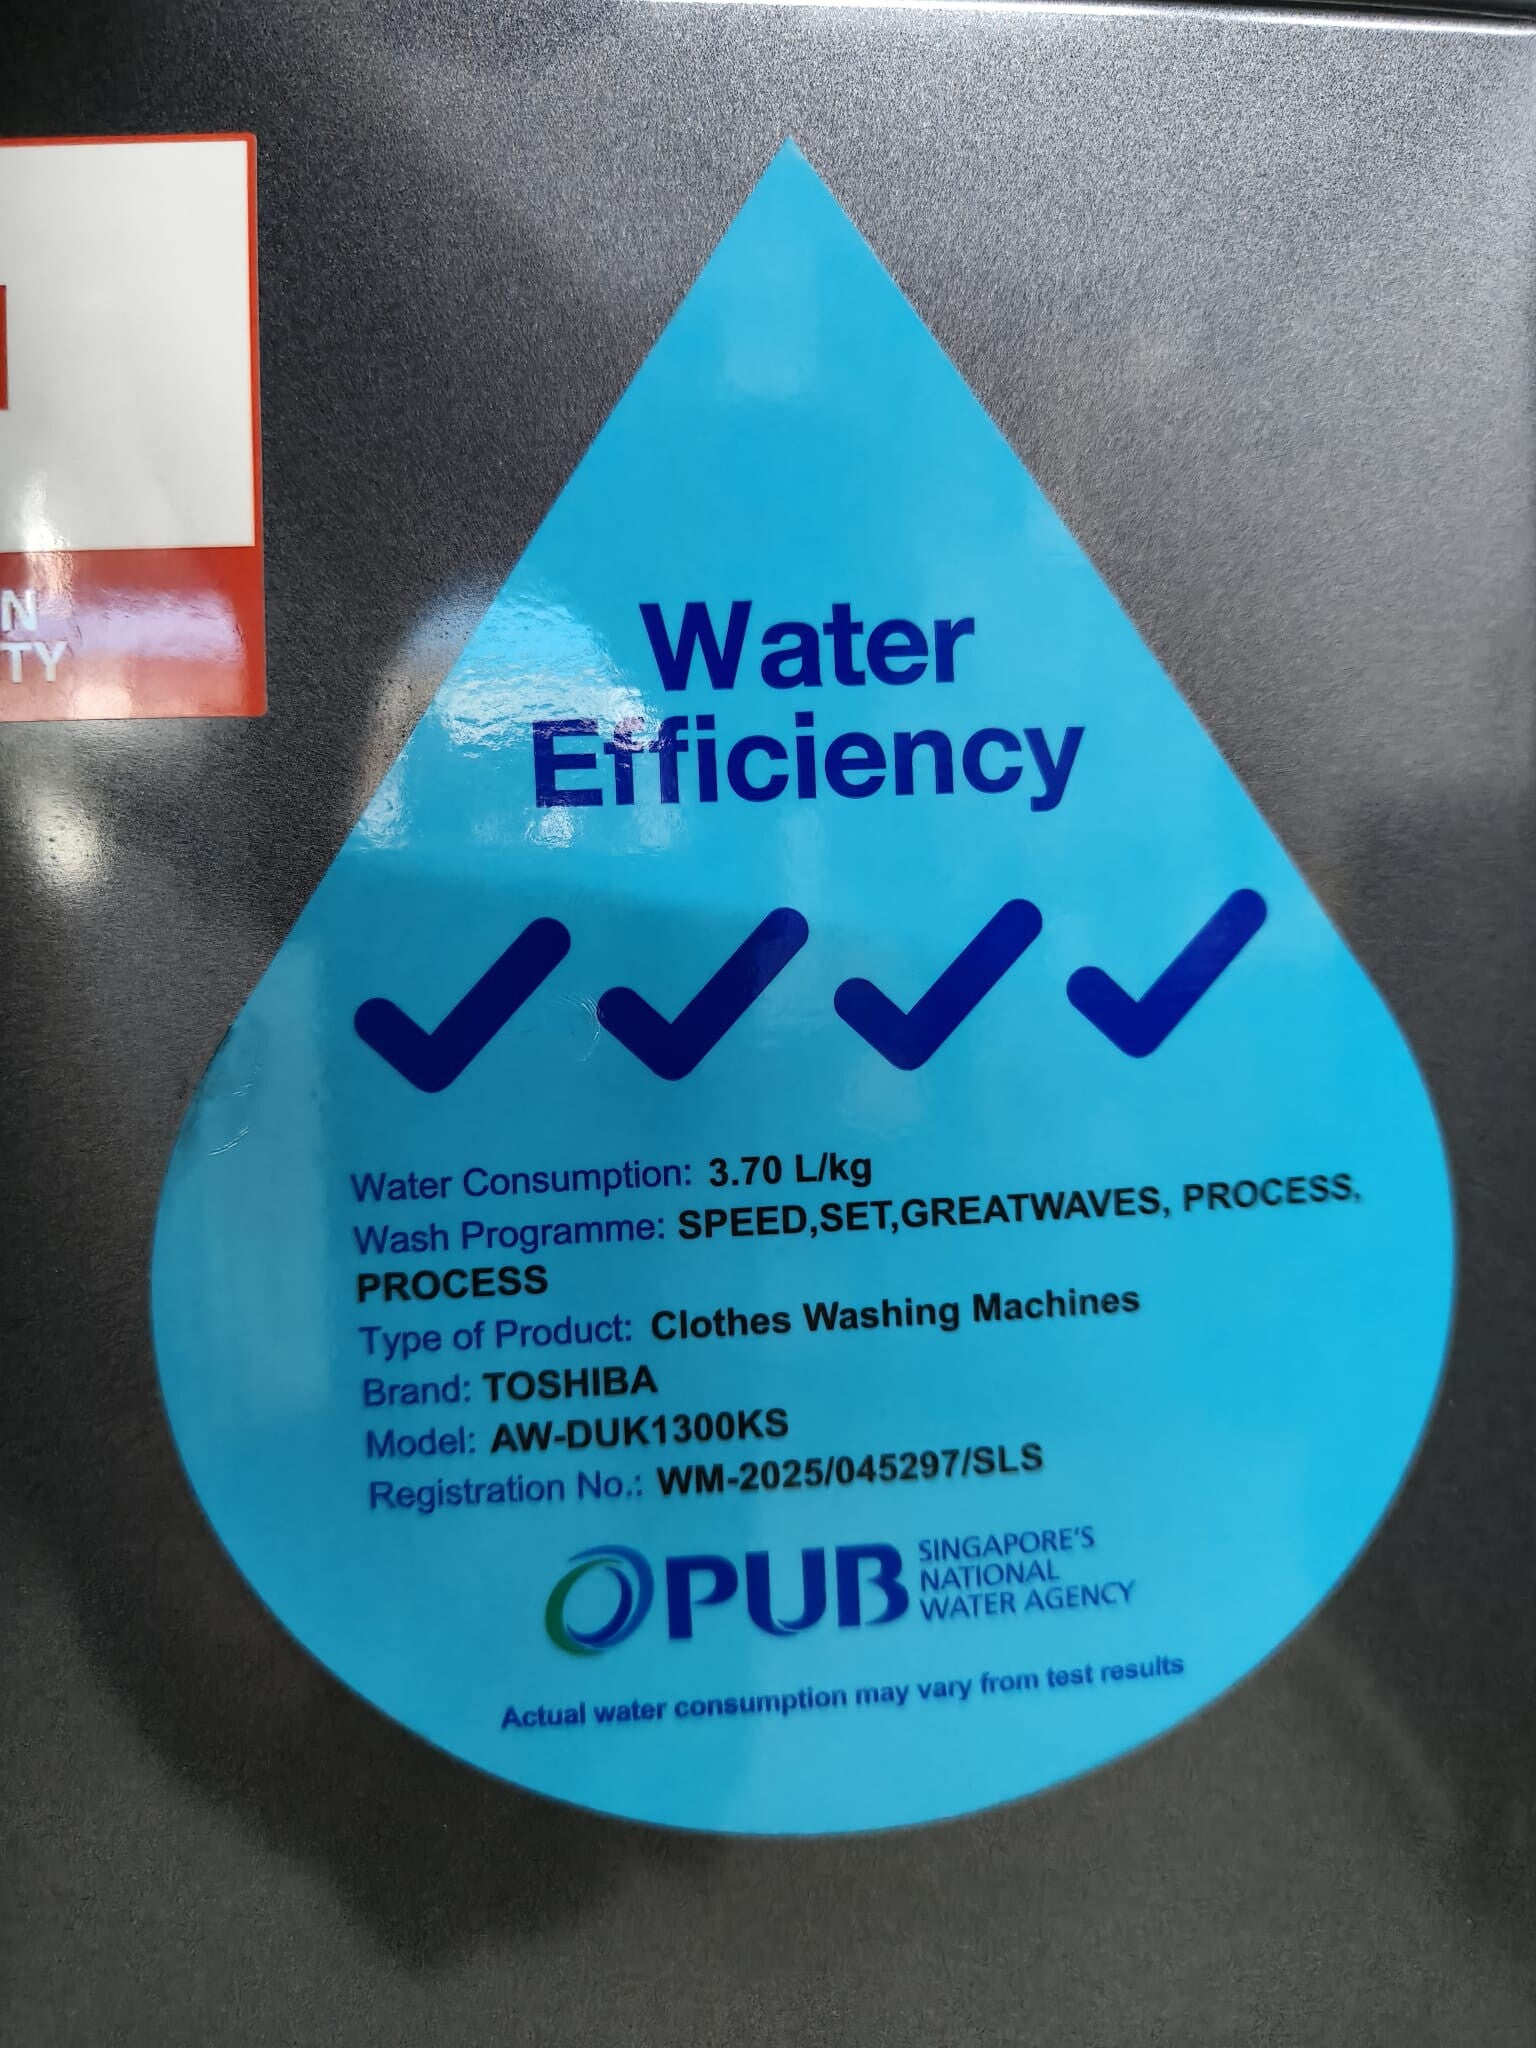 Water
Efficiency
Water Consumption: 3.70 L/kg
Wash Programme: SPEED,SET,GREATWAVES, PROCESS,
PROCESS
Type of Product: Clothes Washing Machines
Brand: TOSHIBA
Model: AW-DUK1300KS
Registration No.: WM-2025/045297/SLS
PUB SINGAPORE'S
NATIONAL
WATER AGENCY
Actual water consumption may vary from test results